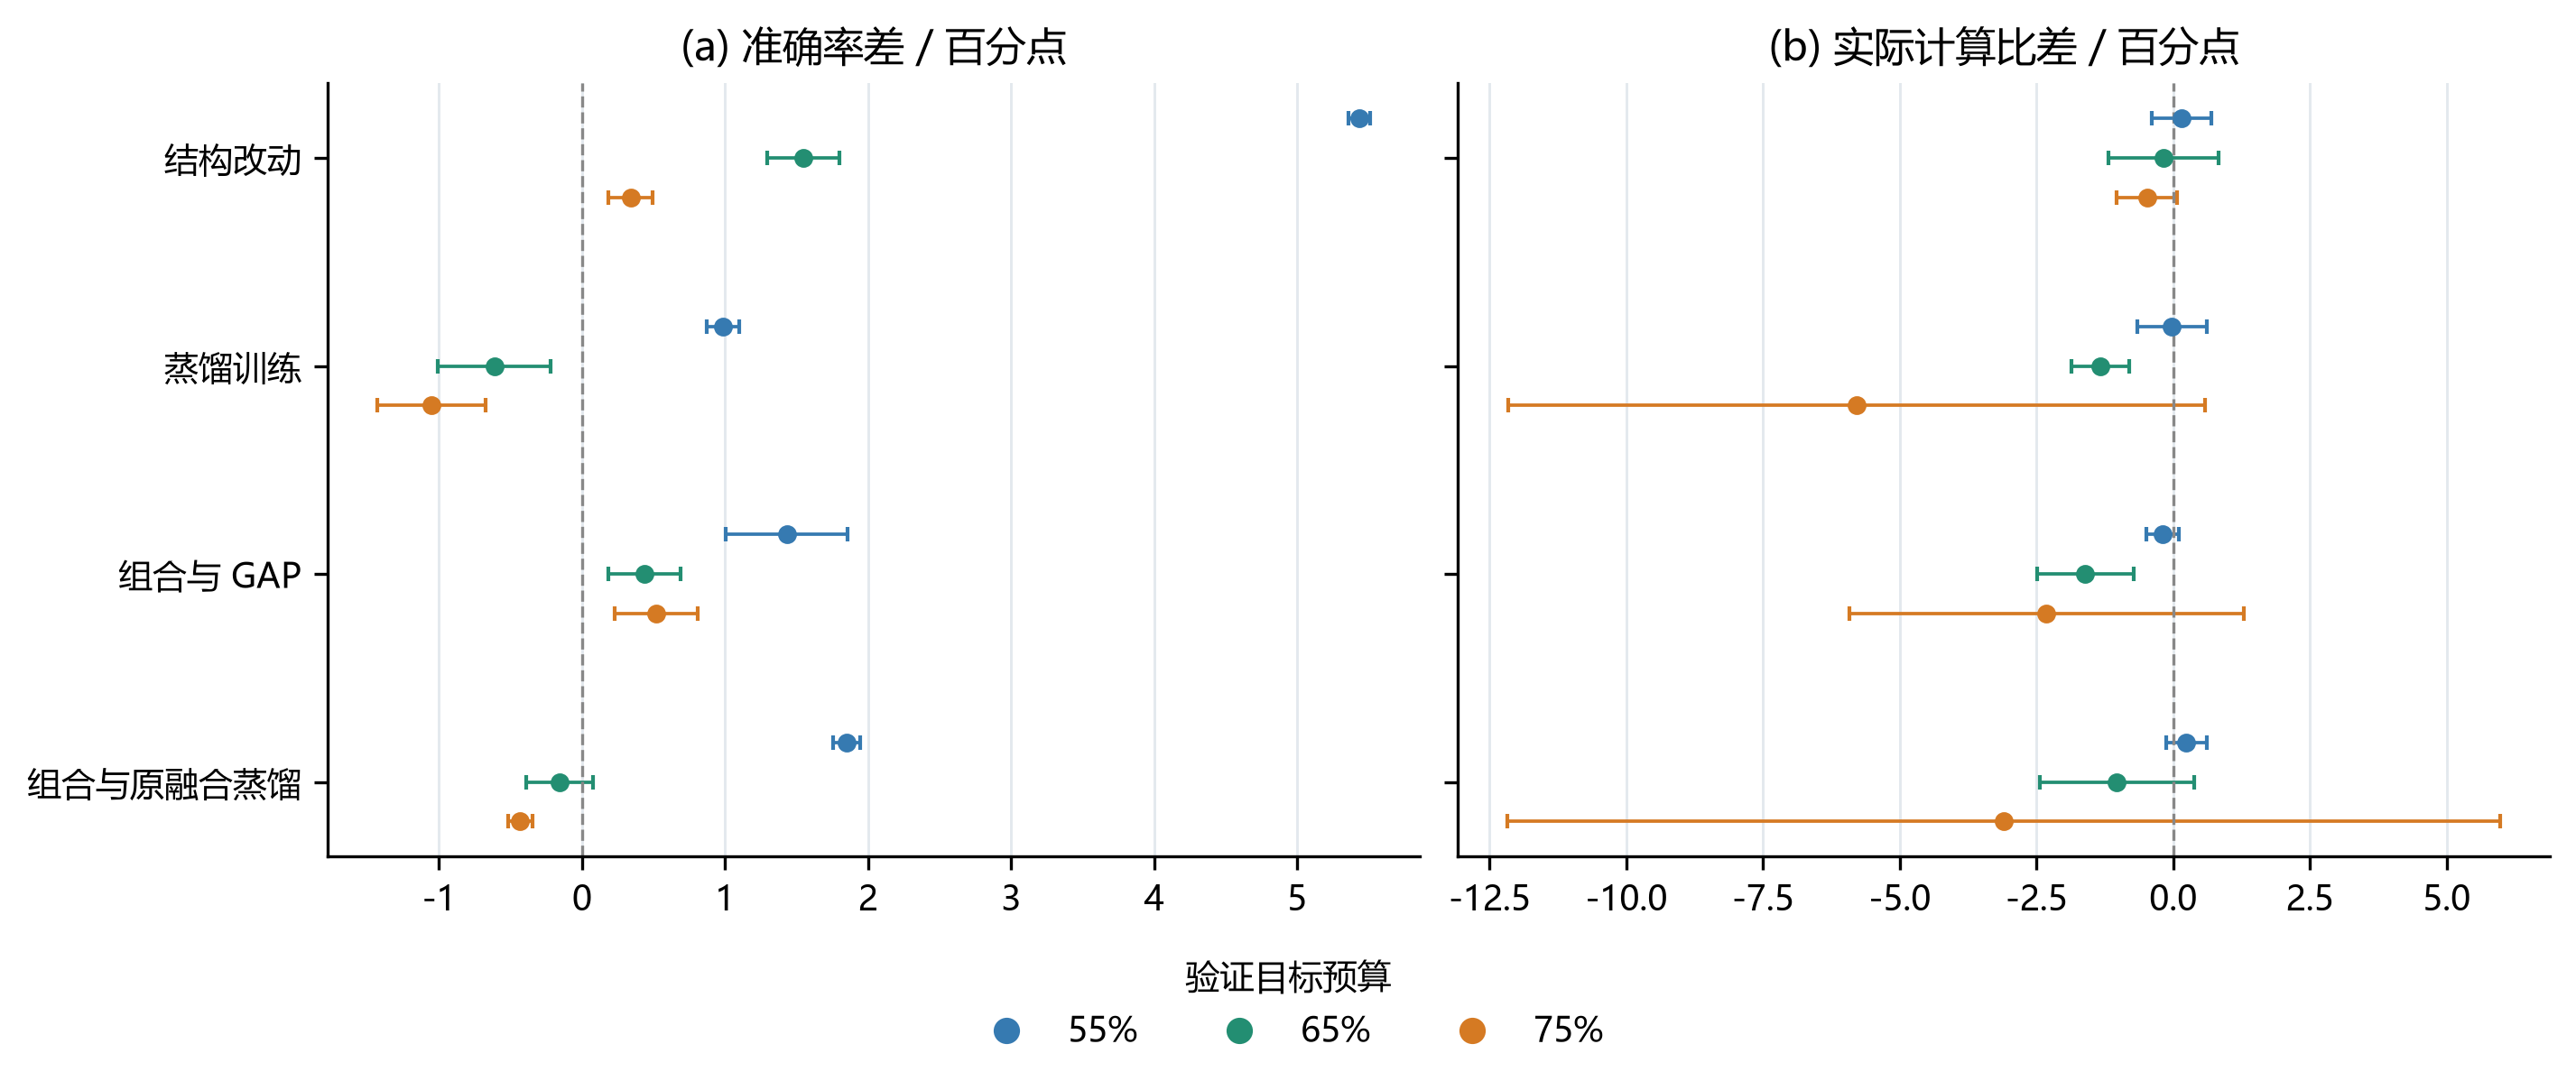 (a) 准确率差 / 百分点
(b) 实际计算比差 / 百分点
结构改动
蒸馏训练
组合与 GAP
组合与原融合蒸馏
-1 0 1 2 3 4 5
-12.5 -10.0 -7.5 -5.0 -2.5 0.0 2.5 5.0
验证目标预算
55% 65% 75%